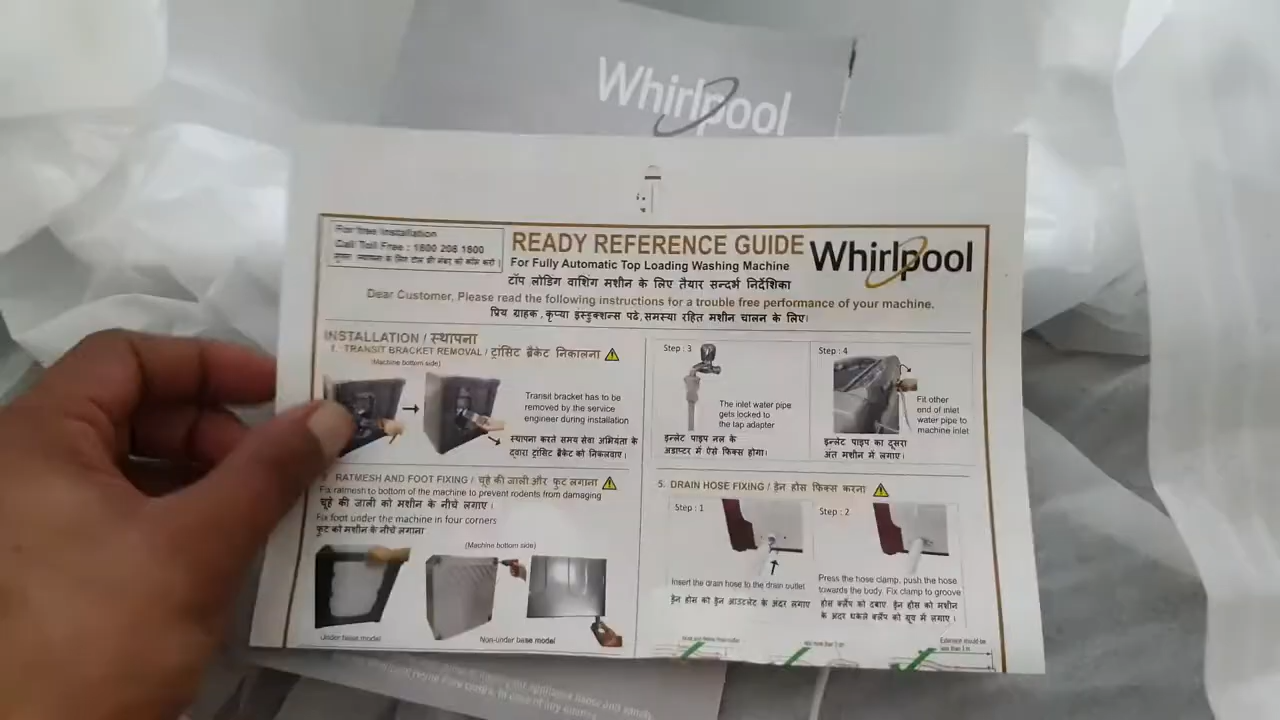 Whirlpool
For free Installation
Call Toll Free : 1800 208 1800
READY REFERENCE GUIDE
Whirlpool
For Fully Automatic Top Loading Washing Machine
टॉप लोडिंग वाशिंग मशीन के लिए तैयार सन्दर्भ निर्देशिका
Dear Customer, Please read the following instructions for a trouble free performance of your machine.
प्रिय ग्राहक, कृप्या इंस्ट्रक्शन्स पढे, समस्या रहित मशीन चालन के लिए।
INSTALLATION / स्थापना
1. TRANSIT BRACKET REMOVAL / ट्रांसिट ब्रैकेट निकालना
(Machine bottom side)
Transit bracket has to be
removed by the service
engineer during installation
स्थापना करते समय सेवा अभियंता के
द्वारा ट्रांसिट ब्रैकेट को निकलवाए।
RATMESH AND FOOT FIXING / चूहे की जाली और फुट लगाना
Fix ratmesh to bottom of the machine to prevent rodents from damaging
चूहे की जाली को मशीन के नीचे लगाए।
Fix foot under the machine in four corners
फुट को मशीन के नीचे लगाना
(Machine bottom side)
Under base model
Non-under base model
Step : 3
The inlet water pipe
gets locked to
the tap adapter
इन्लेट पाइप नल के
अडाप्टर में ऐसे फिक्स होगा।
Step : 4
Fit other
end of inlet
water pipe to
machine inlet
इन्लेट पाइप का दूसरा
अंत मशीन में लगाए।
5. DRAIN HOSE FIXING / ड्रेन होस फिक्स करना
Step : 1
Insert the drain hose to the drain outlet
ड्रेन होस को ड्रेन आउटलेट के अंदर लगाए
Step : 2
Press the hose clamp, push the hose
towards the body. Fix clamp to groove
होस क्लैंप को दबाए ड्रेन होस को मशीन
के अंदर धकेले क्लैंप को ग्रूव में लगाए।
Extension should be
less than